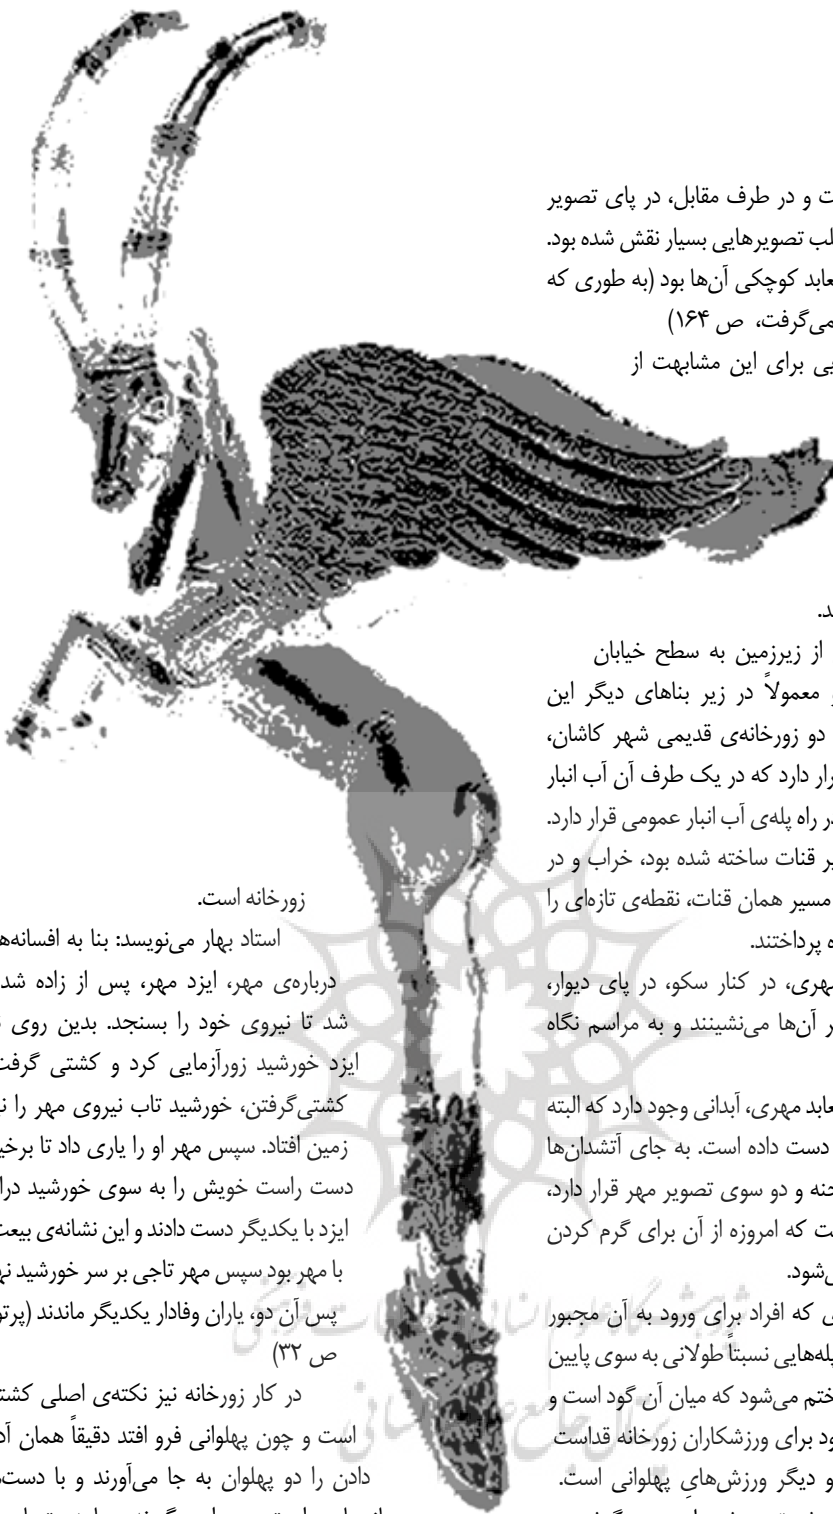 ت و در طرف مقابل، در پای تصویر
لب تصویرهایی بسیار نقش شده بود.
عابد کوچکی آن‌ها بود (به طوری که
می‌گرفت، ص ۱۶۴)
یی برای این مشابهت از
د.
از زیرزمین به سطح خیابان
معمولاً در زیر بناهای دیگر این
دو زورخانه‌ی قدیمی شهر کاشان،
رار دارد که در یک طرف آن آب انبار
در راه پله‌ی آب انبار عمومی قرار دارد.
یر قنات ساخته شده بود، خراب و در
مسیر همان قنات، نقطه‌ی تازه‌ای را
ه پرداختند.
مهری، در کنار سکو، در پای دیوار،
ر آن‌ها می‌نشینند و به مراسم نگاه
عابد مهری، آبدانی وجود دارد که البته
دست داده است. به جای آتشدان‌ها
حنه و دو سوی تصویر مهر قرار دارد،
ت که امروزه از آن برای گرم کردن
ی‌شود.
ی که افراد برای ورود به آن مجبور
پله‌هایی نسبتاً طولانی به سوی پایین
ختم می‌شود که میان آن گود است و
ود برای ورزشکاران زورخانه قداست
و دیگر ورزش‌هایِ پهلوانی است.
زورخانه است.
استاد بهار می‌نویسد: بنا به افسانه‌ه
درباره‌ی مهر، ایزد مهر، پس از زاده شد
شد تا نیروی خود را بسنجد. بدین روی
ایزد خورشید زورآزمایی کرد و کشتی گرفت
کشتی‌گرفتن، خورشید تاب نیروی مهر را نی
زمین افتاد. سپس مهر او را یاری داد تا برخی
دست راست خویش را به سوی خورشید درا
ایزد با یکدیگر دست دادند و این نشانه‌ی بیعت
با مهر بود سپس مهر تاجی بر سر خورشید نه
پس آن دو، یاران وفادار یکدیگر ماندند (پرتو
ص ۳۲)
در کار زورخانه نیز نکته‌ی اصلی کشت
است و چون پهلوانی فرو افتد دقیقاً همان آد
دادن را دو پهلوان به جا می‌آورند و با دست